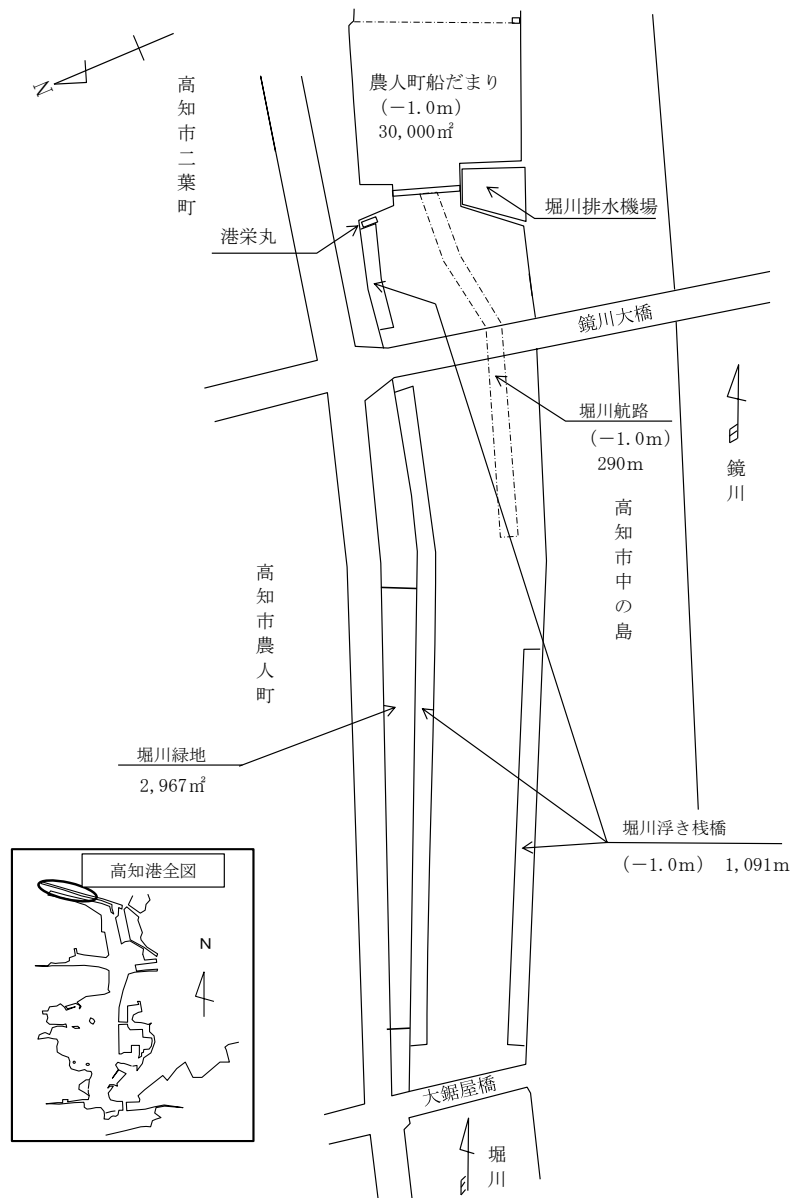 N
高知市二葉町
農人町船だまり
(-1.0m)
30,000㎡
堀川排水機場
港栄丸
鏡川大橋
堀川航路
(-1.0m)
290m
鏡川
高知市中の島
高知市農人町
堀川緑地
2,967㎡
堀川浮き桟橋
(-1.0m) 1,091m
高知港全図
N
大鋸屋橋
堀川